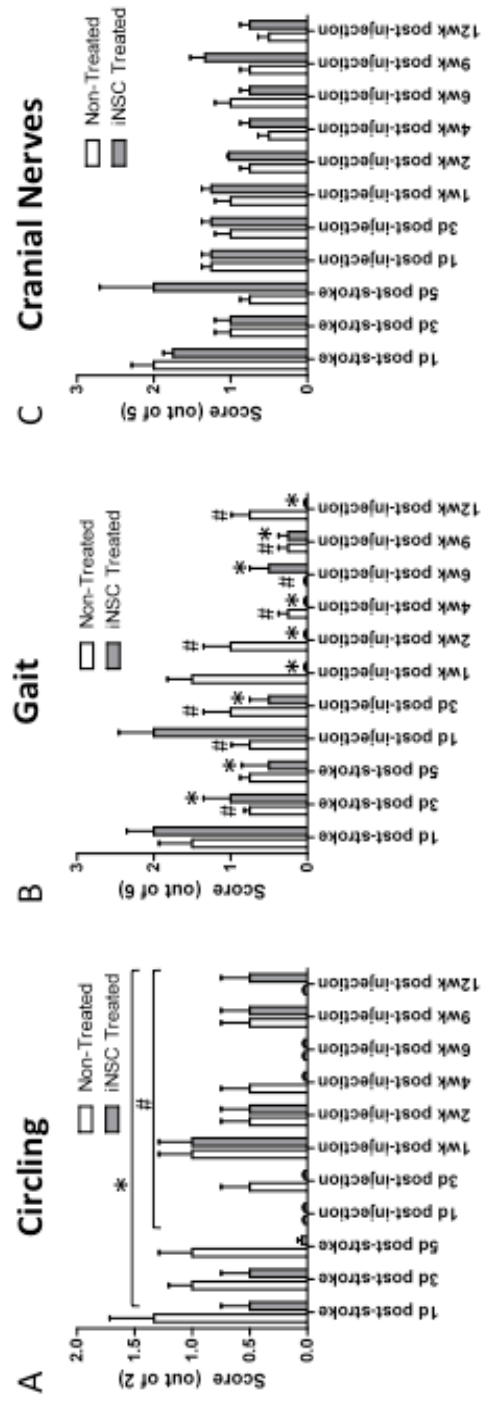 A
Circling
Non-Treated
iNSC Treated
*
#
Score (out of 2)
2.0
1.5
1.0
0.5
0.0
1d post-stroke
3d post-stroke
5d post-stroke
1d post-injection
3d post-injection
1wk post-injection
2wk post-injection
4wk post-injection
6wk post-injection
9wk post-injection
12wk post-injection
B
Gait
Non-Treated
iNSC Treated
Score (out of 6)
3
2
1
0
# * * # # * * # * # * # * # * # *
1d post-stroke
3d post-stroke
5d post-stroke
1d post-injection
3d post-injection
1wk post-injection
2wk post-injection
4wk post-injection
6wk post-injection
9wk post-injection
12wk post-injection
C
Cranial Nerves
Non-Treated
iNSC Treated
Score (out of 5)
3
2
1
0
1d post-stroke
3d post-stroke
5d post-stroke
1d post-injection
3d post-injection
1wk post-injection
2wk post-injection
4wk post-injection
6wk post-injection
9wk post-injection
12wk post-injection